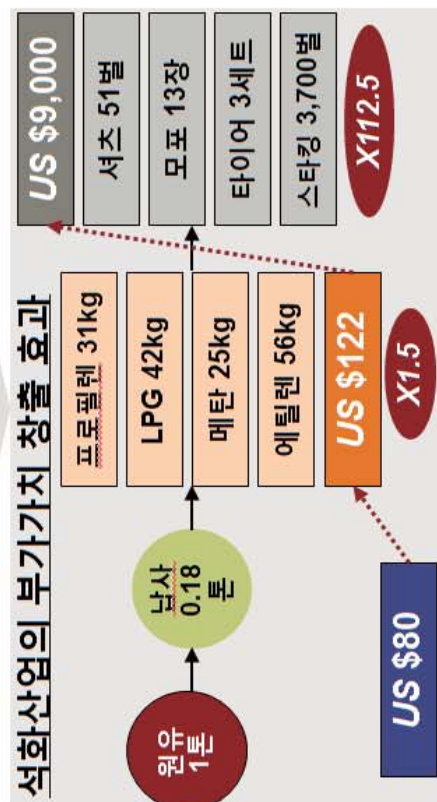 석화산업의 부가가치 창출 효과
원유
1톤
납사
0.18
톤
프로필렌 31kg
LPG 42kg
메탄 25kg
에틸렌 56kg
US $80
US $122
X1.5
US $9,000
셔츠 51벌
모포 13장
타이어 3세트
스타킹 3,700벌
X112.5